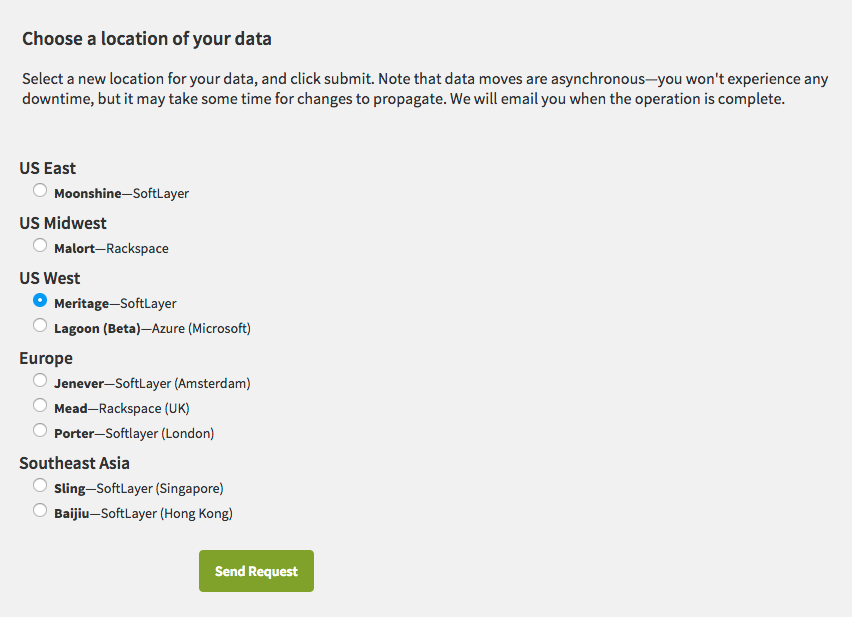 Choose a location of your data
Select a new location for your data, and click submit. Note that data moves are asynchronous—you won't experience any
downtime, but it may take some time for changes to propagate. We will email you when the operation is complete.
US East
Moonshine—SoftLayer
US Midwest
Malort—Rackspace
US West
Meritage—SoftLayer
Lagoon (Beta)—Azure (Microsoft)
Europe
Jenever—SoftLayer (Amsterdam)
Mead—Rackspace (UK)
Porter—Softlayer (London)
Southeast Asia
Sling—SoftLayer (Singapore)
Baijiu—SoftLayer (Hong Kong)
Send Request